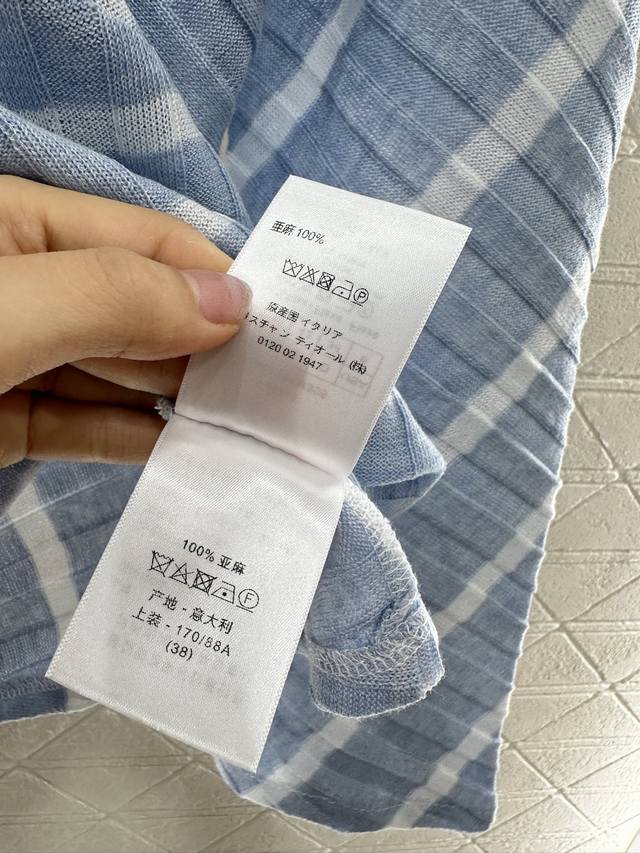 亜麻 100%
P
原産国 イタリア
リスチャン ディオール (株)
0120 02 1947
100% 亚麻
F
产地 - 意大利
上装 - 170/88A
(38)